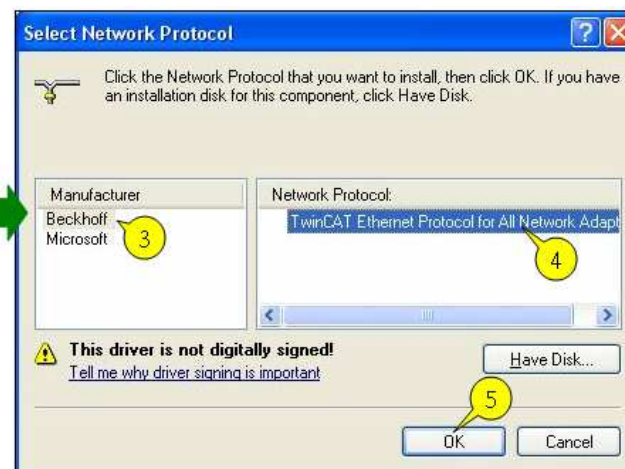 Select Network Protocol
Click the Network Protocol that you want to install, then click OK. If you have
an installation disk for this component, click Have Disk.
Manufacturer
Network Protocol:
Beckhoff
Microsoft
3
TwinCAT Ethernet Protocol for All Network Adapt
4
This driver is not digitally signed!
Tell me why driver signing is important
Have Disk...
5
OK
Cancel